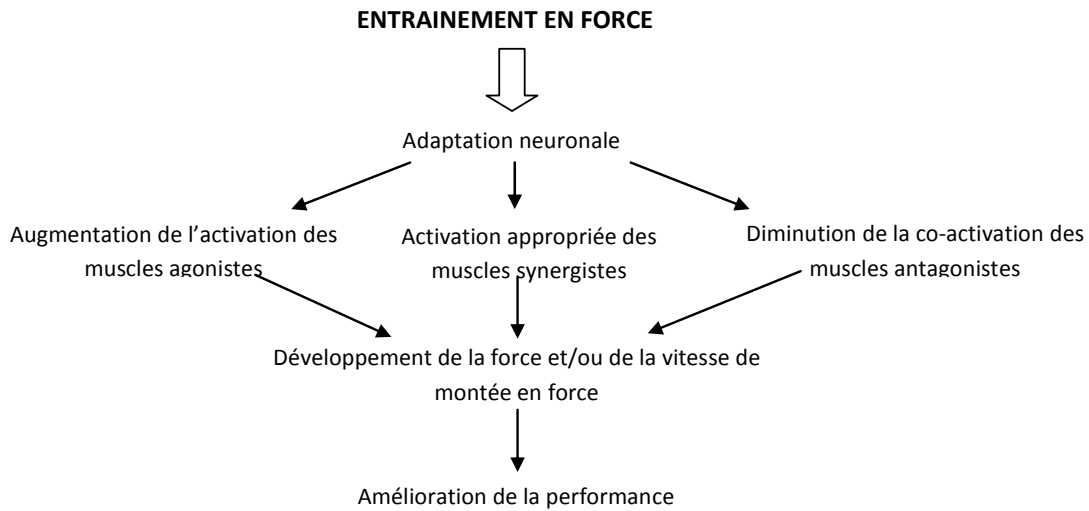 ENTRAINEMENT EN FORCE
Adaptation neuronale
Augmentation de l’activation des
muscles agonistes
Activation appropriée des
muscles synergistes
Diminution de la co-activation des
muscles antagonistes
Développement de la force et/ou de la vitesse de
montée en force
Amélioration de la performance